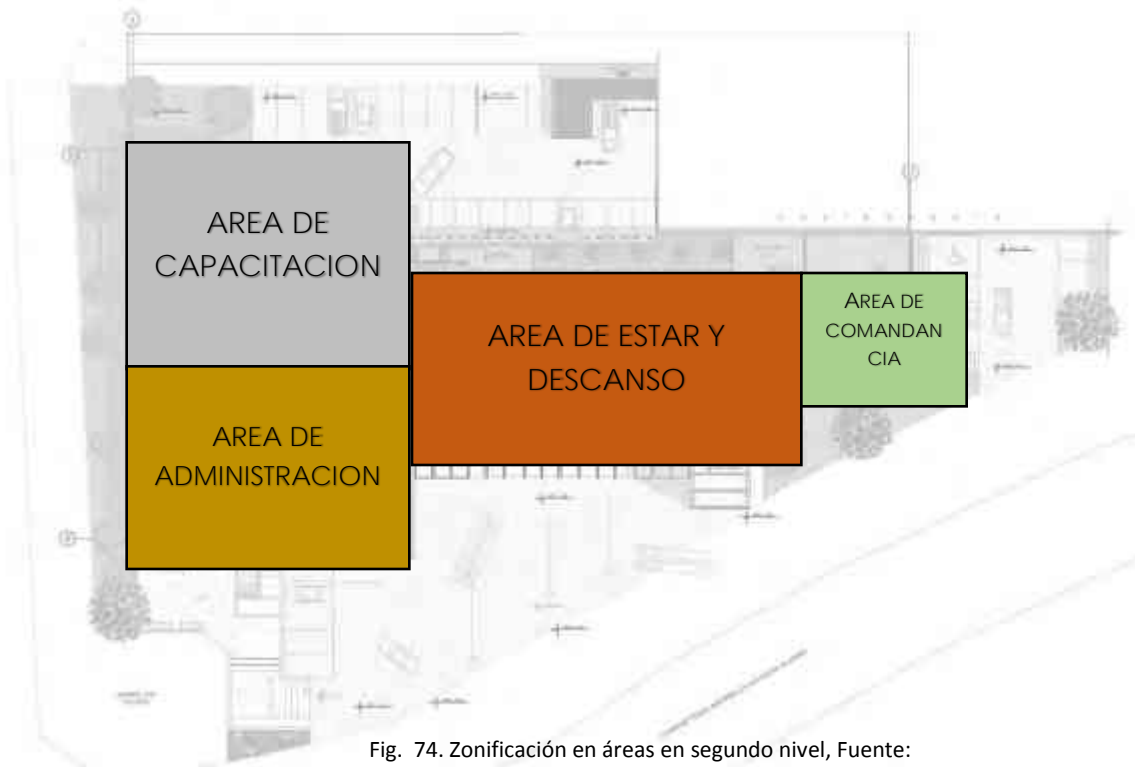 AREA DE
CAPACITACION
AREA DE ESTAR Y
DESCANSO
AREA DE
COMANDAN
CIA
AREA DE
ADMINISTRACION
Fig. 74. Zonificación en áreas en segundo nivel, Fuente: